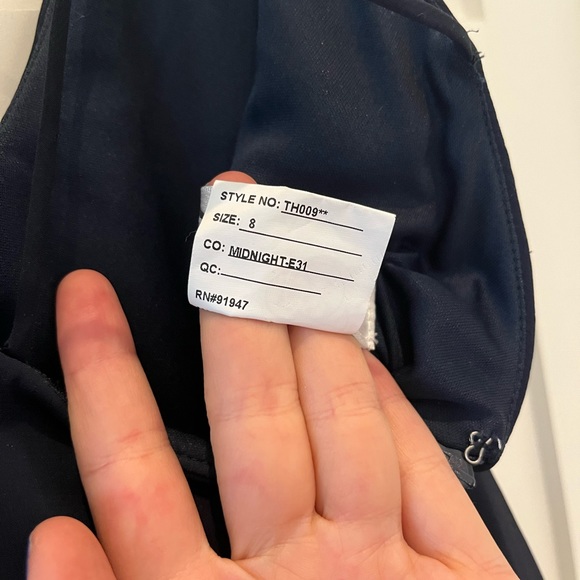 STYLE NO: TH009**
SIZE: 8
CO: MIDNIGHT-E31
QC:
RN#91947